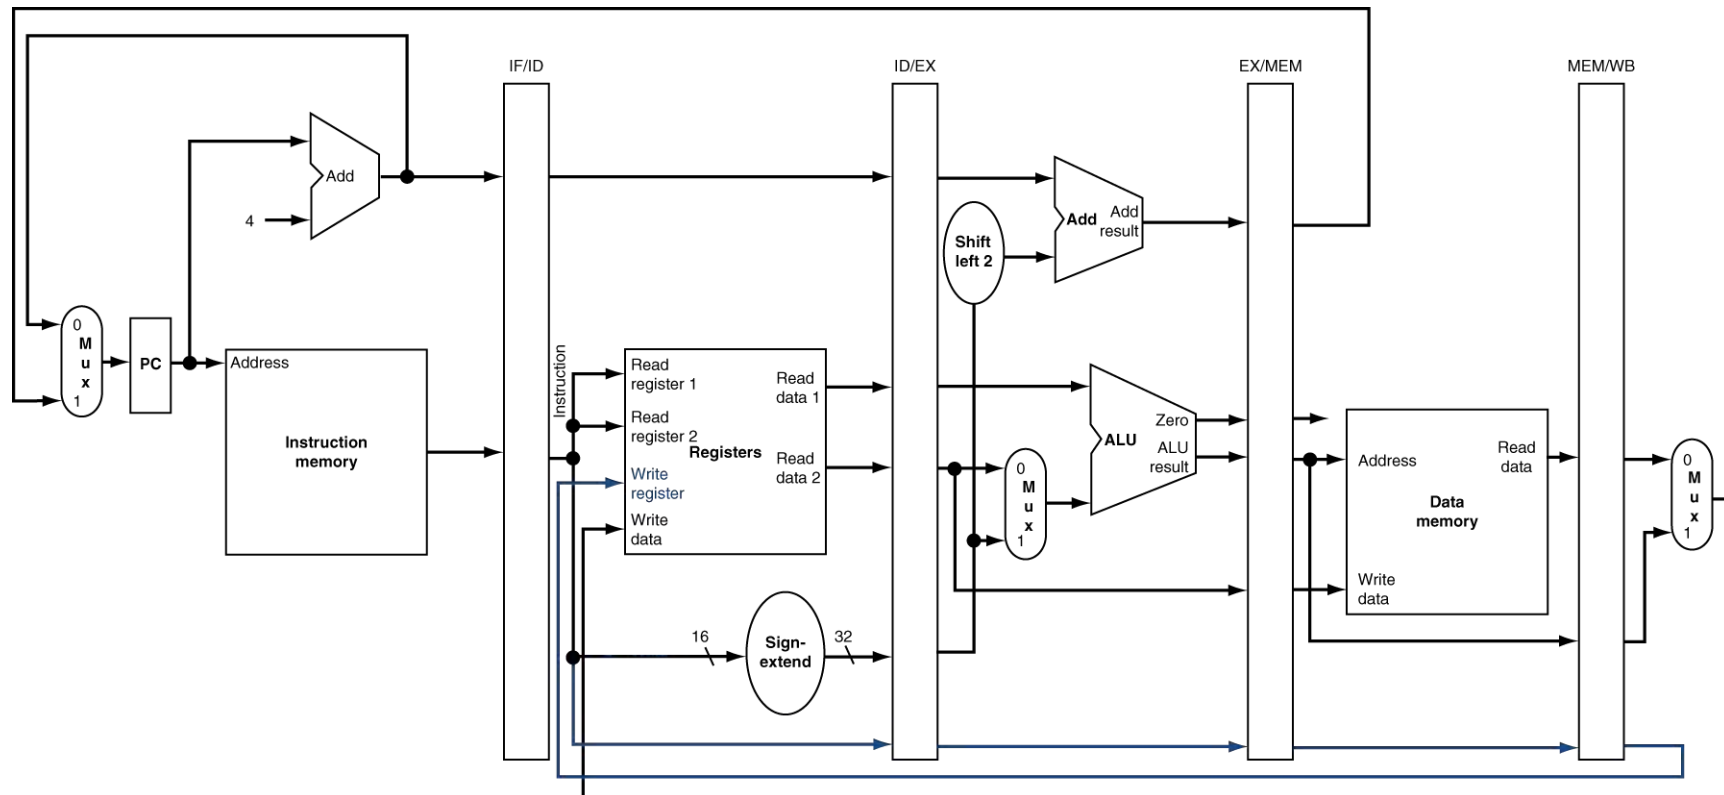 IF/ID
ID/EX
EX/MEM
MEM/WB
Add
4
Shift
left 2
Add
Add
result
0
M
u
x
1
PC
Address
Instruction
memory
Instruction
Read
register 1
Read
register 2
Write
register
Write
data
Registers
Read
data 1
Read
data 2
16
Sign-
extend
32
0
M
u
x
1
Zero
ALU
ALU
result
Address
Read
data
Data
memory
Write
data
0
M
u
x
1